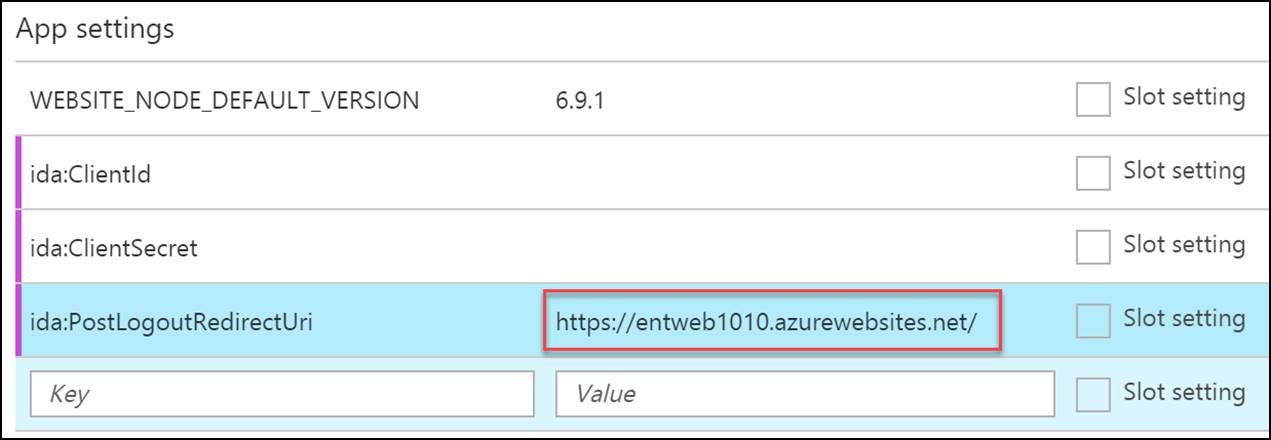 App settings
WEBSITE_NODE_DEFAULT_VERSION 6.9.1 Slot setting
ida:ClientId Slot setting
ida:ClientSecret Slot setting
ida:PostLogoutRedirectUri https://entweb1010.azurewebsites.net/ Slot setting
Key Value Slot setting